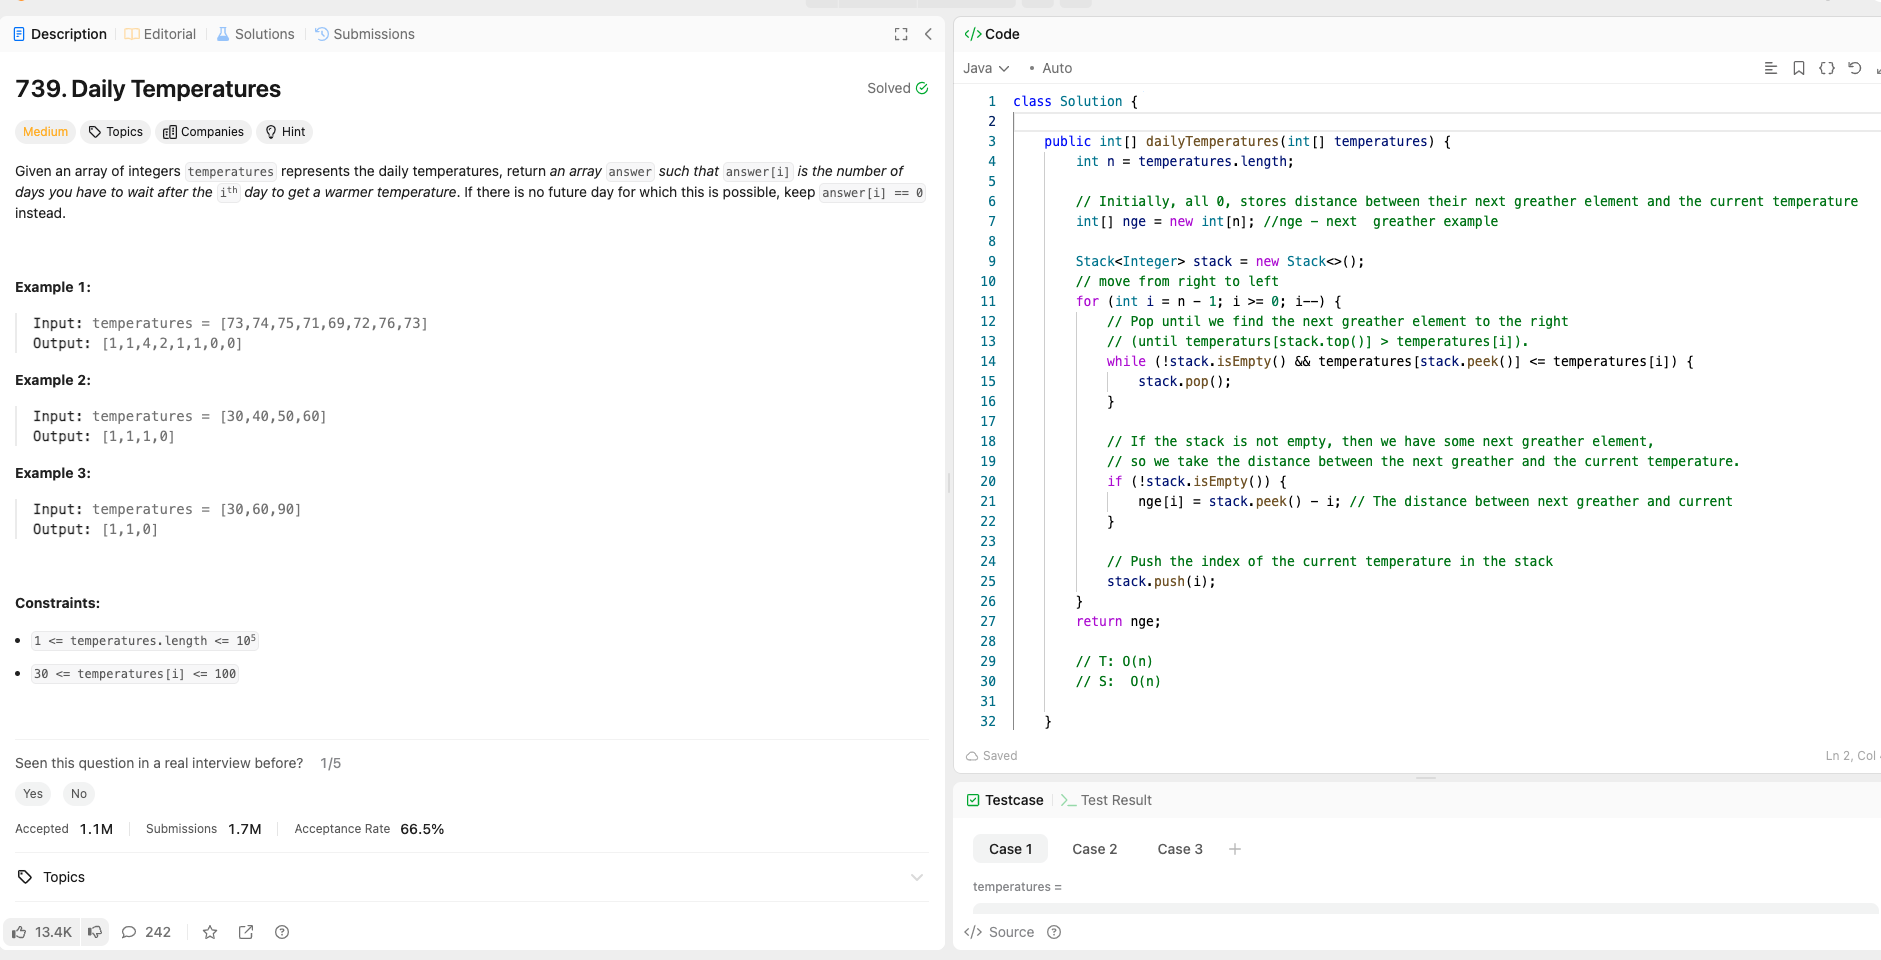 Description
Editorial
Solutions
Submissions
739. Daily Temperatures
Solved
Medium
Topics
Companies
Hint
Given an array of integers temperatures represents the daily temperatures, return an array answer such that answer[i] is the number of
days you have to wait after the ith day to get a warmer temperature. If there is no future day for which this is possible, keep answer[i] == 0
instead.
Example 1:
Input: temperatures = [73,74,75,71,69,72,76,73]
Output: [1,1,4,2,1,1,0,0]
Example 2:
Input: temperatures = [30,40,50,60]
Output: [1,1,1,0]
Example 3:
Input: temperatures = [30,60,90]
Output: [1,1,0]
Constraints:
1 <= temperatures.length <= 10⁵
30 <= temperatures[i] <= 100
Seen this question in a real interview before? 1/5
Yes No
Accepted 1.1M Submissions 1.7M Acceptance Rate 66.5%
Topics
13.4K 242
</> Code
Java • Auto
1 class Solution {
2
3 public int[] dailyTemperatures(int[] temperatures) {
4 int n = temperatures.length;
5
6 // Initially, all 0, stores distance between their next greather element and the current temperature
7 int[] nge = new int[n]; //nge - next  greather example
8
9 Stack<Integer> stack = new Stack<>();
10 // move from right to left
11 for (int i = n - 1; i >= 0; i--) {
12 // Pop until we find the next greather element to the right
13 // (until temperaturs[stack.top()] > temperatures[i]).
14 while (!stack.isEmpty() && temperatures[stack.peek()] <= temperatures[i]) {
15 stack.pop();
16 }
17
18 // If the stack is not empty, then we have some next greather element,
19 // so we take the distance between the next greather and the current temperature.
20 if (!stack.isEmpty()) {
21 nge[i] = stack.peek() - i; // The distance between next greather and current
22 }
23
24 // Push the index of the current temperature in the stack
25 stack.push(i);
26 }
27 return nge;
28
29 // T: O(n)
30 // S:  O(n)
31
32 }
Saved
Ln 2, Col
Testcase
Test Result
Case 1 Case 2 Case 3 +
temperatures =
</> Source